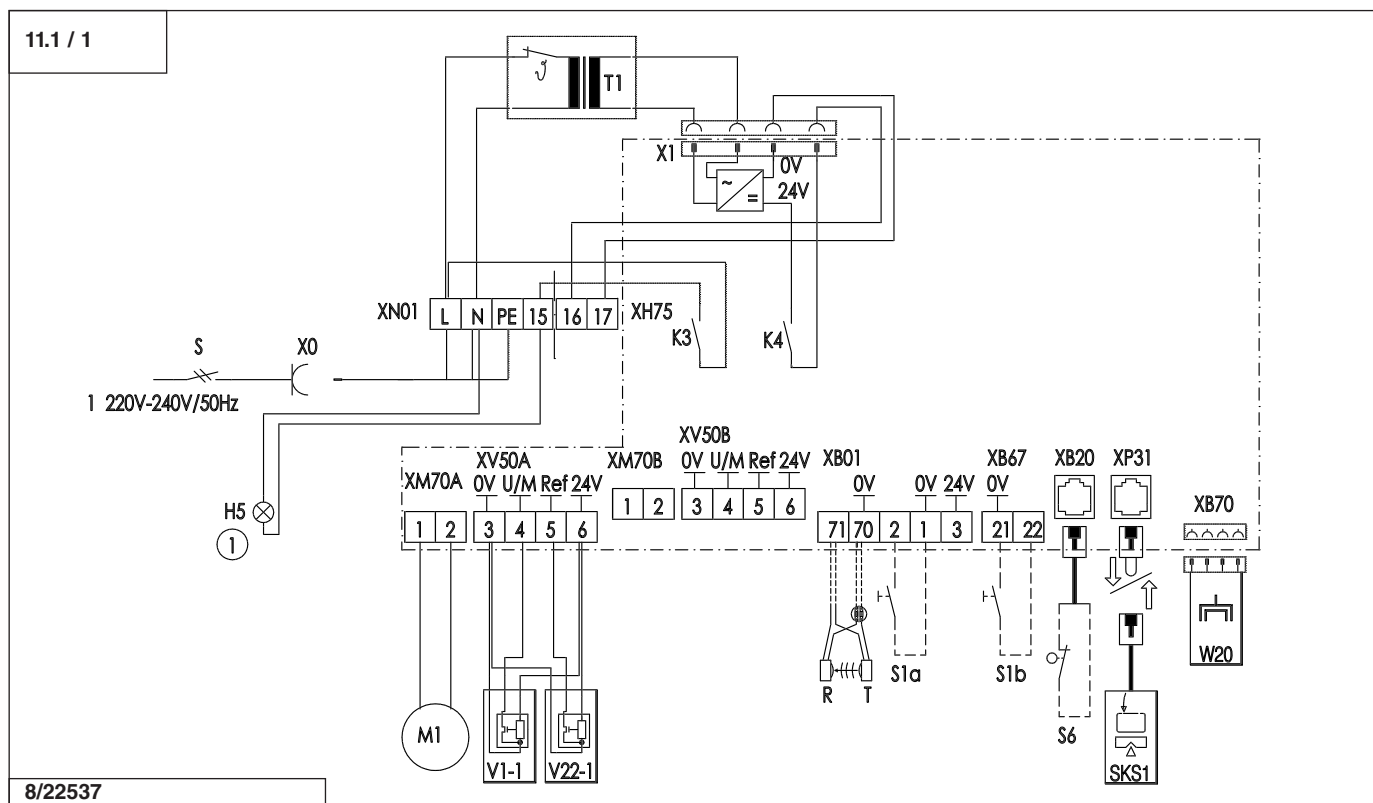 11.1 / 1
T1
X1
0V
24V
~
=
XN01 L N PE 15 16 17 XH75
K3 K4
S X0
1 220V-240V/50Hz
XM70A
XV50A
0V U/M Ref 24V
XM70B
XV50B
0V U/M Ref 24V
XB01
0V 0V 24V
XB67
0V
XB20 XP31
XB70
1 2 3 4 5 6
1 2 3 4 5 6
71 70 2 1 3
21 22
H5
1
M1
V1-1 V22-1
R T
S1a S1b
S6
SKS1
W20
8/22537